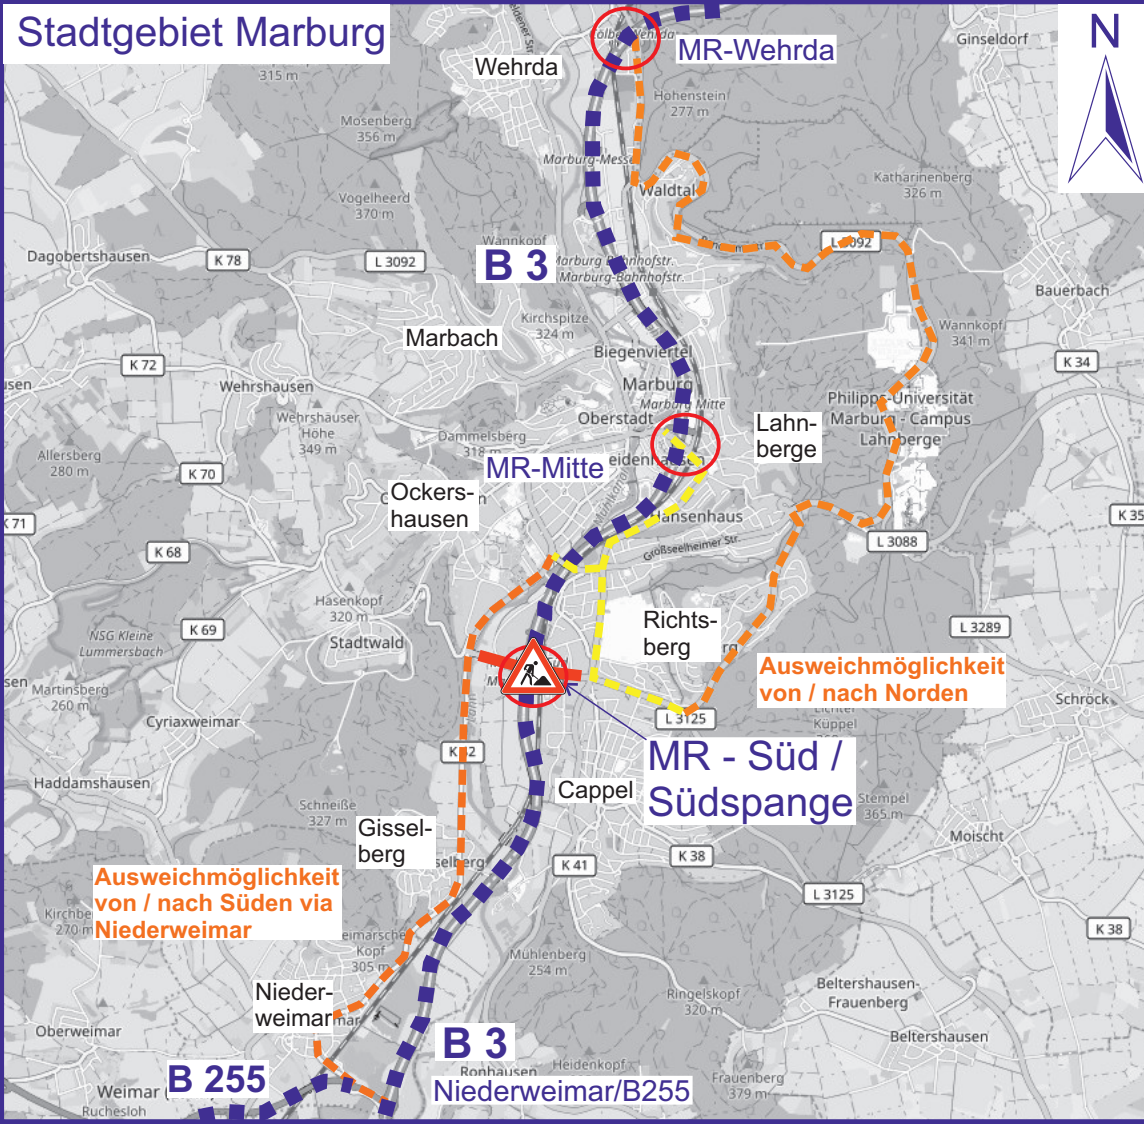 Stadtgebiet Marburg
MR-Wehrda
Ginseldorf
N
Wehrda
315 m
Hohenstein
277 m
Mosenberg
356 m
Marburg-Messe
Katharinenberg
326 m
Waldtal
Vogelheerd
370 m
Dagobertshausen
K 78
L 3092
Wannkopf
B 3
Marburg Bahnhofstr.
Marburg-Bahnhofstr.
L 3092
Bauerbach
Kirchspitze
324 m
Wannkopf
341 m
Marbach
Biegenviertel
K 72
K 34
Wehrshausen
Marburg
Marburg Mitte
Philipps-Universität
Marburg - Campus
Lahnberge
Wehrshäuser
Höhe
349 m
Oberstadt
Lahn-
berge
Dammelsberg
318 m
Allersberg
280 m
K 70
MR-Mitte
Ockers-
hausen
K 71
Hansenhaus
K 35
K 68
Großseelheimer Str.
L 3088
Hasenkopf
320 m
K 69
Stadtwald
NSG Kleine
Lummersbach
Richts-
berg
L 3289
Ausweichmöglichkeit
von / nach Norden
Martinsberg
260 m
Cyriaxweimar
L 3125
Schröck
K 42
MR - Süd /
Südspange
Haddamshausen
Cappel
Stempel
365 m
Schneiße
327 m
Gissel-
berg
Moischt
K 41
K 38
L 3125
Ausweichmöglichkeit
von / nach Süden via
Niederweimar
270 m
K 38
Kopf
305 m
Mühlenberg
254 m
Nieder-
weimar
Ringelskopf
320 m
Beltershausen-
Frauenberg
Oberweimar
Beltershausen
B 3
B 255
Ronhausen
Heidenkopf
Niederweimar/B255
Frauenberg
379 m
Weimar
Ruchesloh